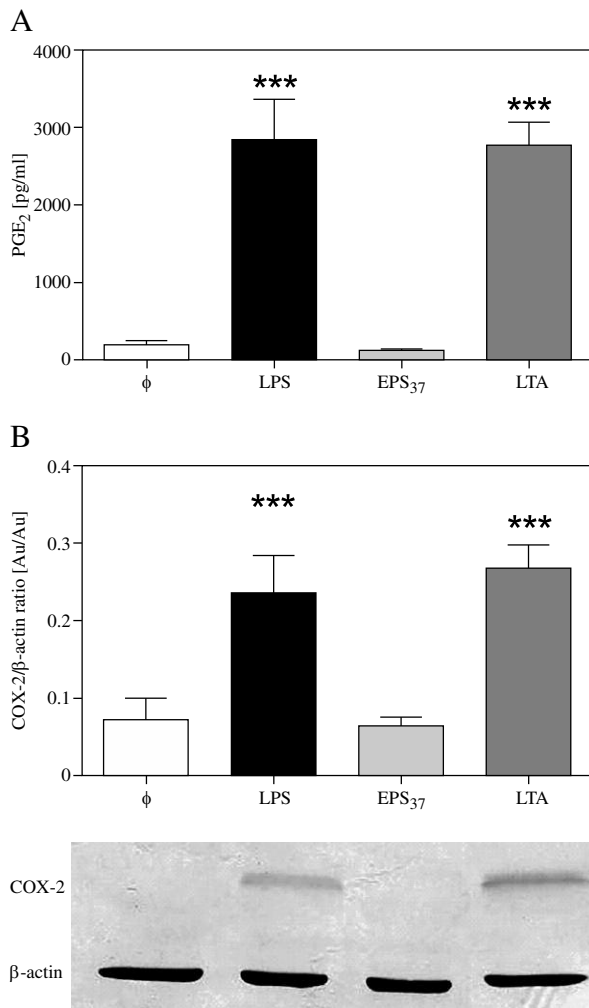 A
4000
3000
2000
1000
0
PGE₂ [pg/ml]
***
***
ϕ LPS EPS₃₇ LTA
B
0.4
0.3
0.2
0.1
0
COX-2/β-actin ratio [Au/Au]
***
***
ϕ LPS EPS₃₇ LTA
COX-2
β-actin